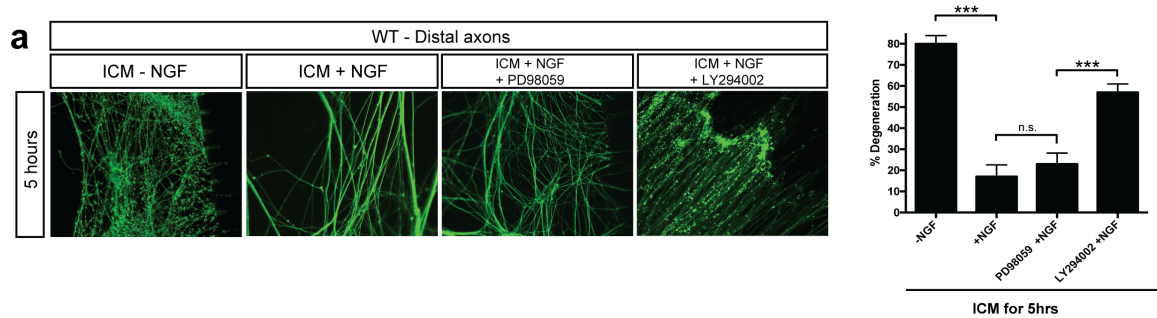 a
WT - Distal axons
ICM - NGF
ICM + NGF
ICM + NGF
+ PD98059
ICM + NGF
+ LY294002
5 hours
% Degeneration
80
70
60
50
40
30
20
10
0
***
n.s.
***
-NGF
+NGF
PD98059 +NGF
LY294002 +NGF
ICM for 5hrs